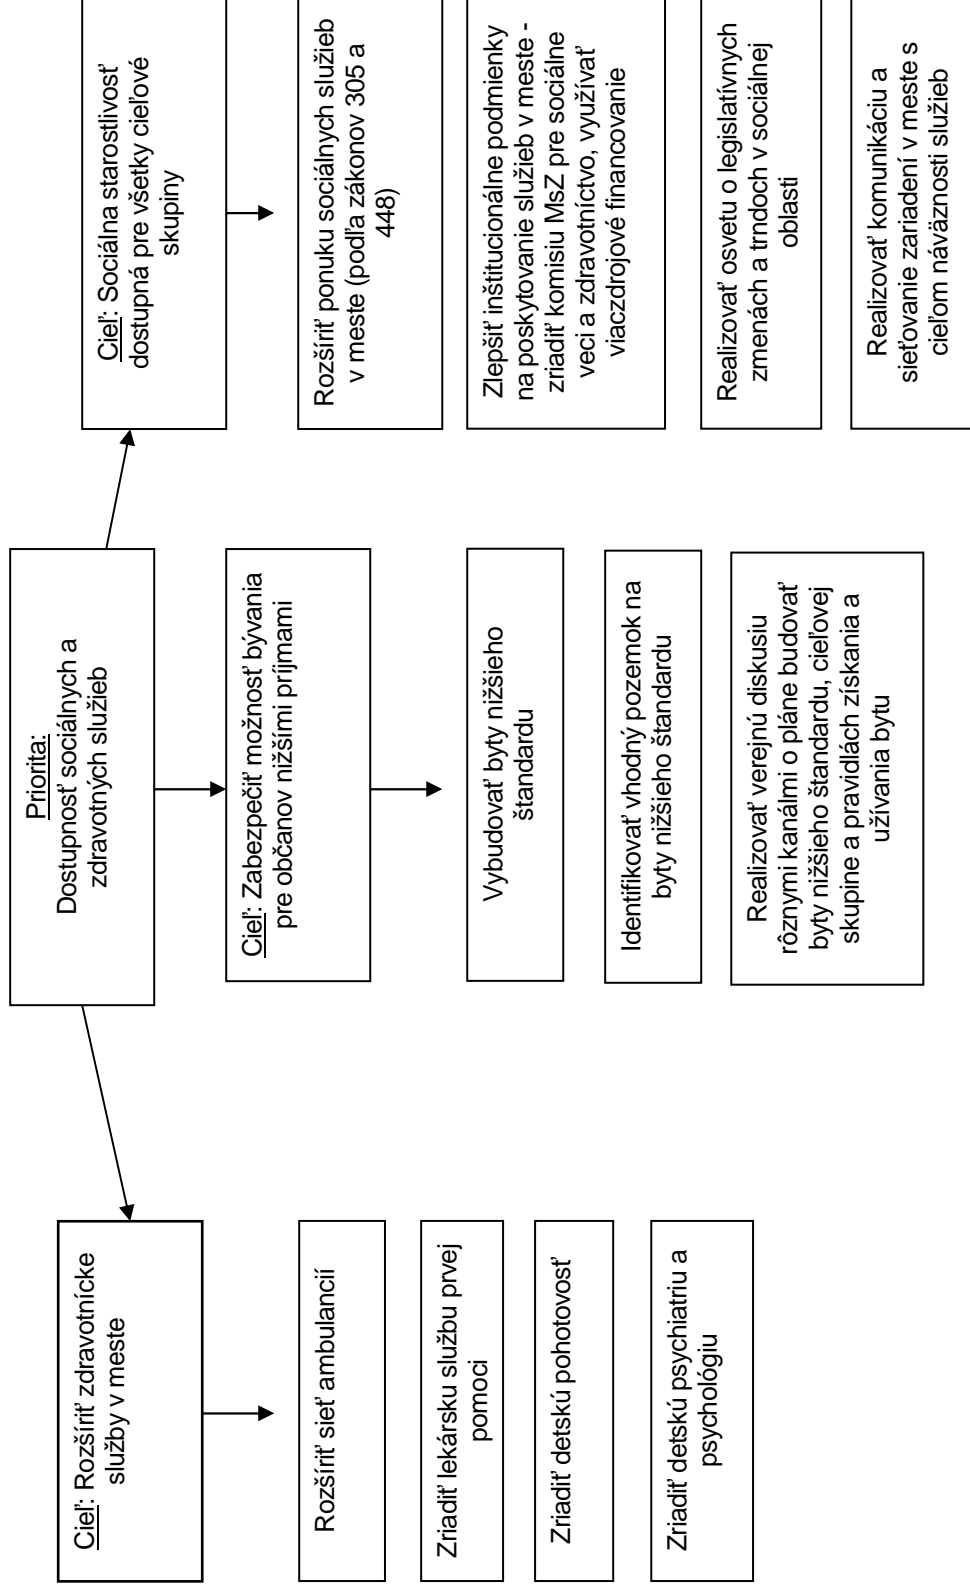 Priorita:
Dostupnosť sociálnych a
zdravotných služieb
Cieľ: Rozšíriť zdravotnícke
služby v meste
Rozšíriť sieť ambulancií
Zriadiť lekársku službu prvej
pomoci
Zriadiť detskú pohotovosť
Zriadiť detskú psychiatriu a
psychológiu
Cieľ: Zabezpečiť možnosť bývania
pre občanov nižšími príjmami
Vybudovať byty nižšieho
štandardu
Identifikovať vhodný pozemok na
byty nižšieho štandardu
Realizovať verejnú diskusiu
rôznymi kanálmi o pláne budovať
byty nižšieho štandardu, cieľovej
skupine a pravidlách získania a
užívania bytu
Cieľ: Sociálna starostlivosť
dostupná pre všetky cieľové
skupiny
Rozšíriť ponuku sociálnych služieb
v meste (podľa zákonov 305 a
448)
Zlepšiť inštitucionálne podmienky
na poskytovanie služieb v meste -
zriadiť komisiu MsZ pre sociálne
veci a zdravotníctvo, využívať
viaczdrojové financovanie
Realizovať osvetu o legislatívnych
zmenách a trndoch v sociálnej
oblasti
Realizovať komunikáciu a
sieťovanie zariadení v meste s
cieľom náväznosti služieb